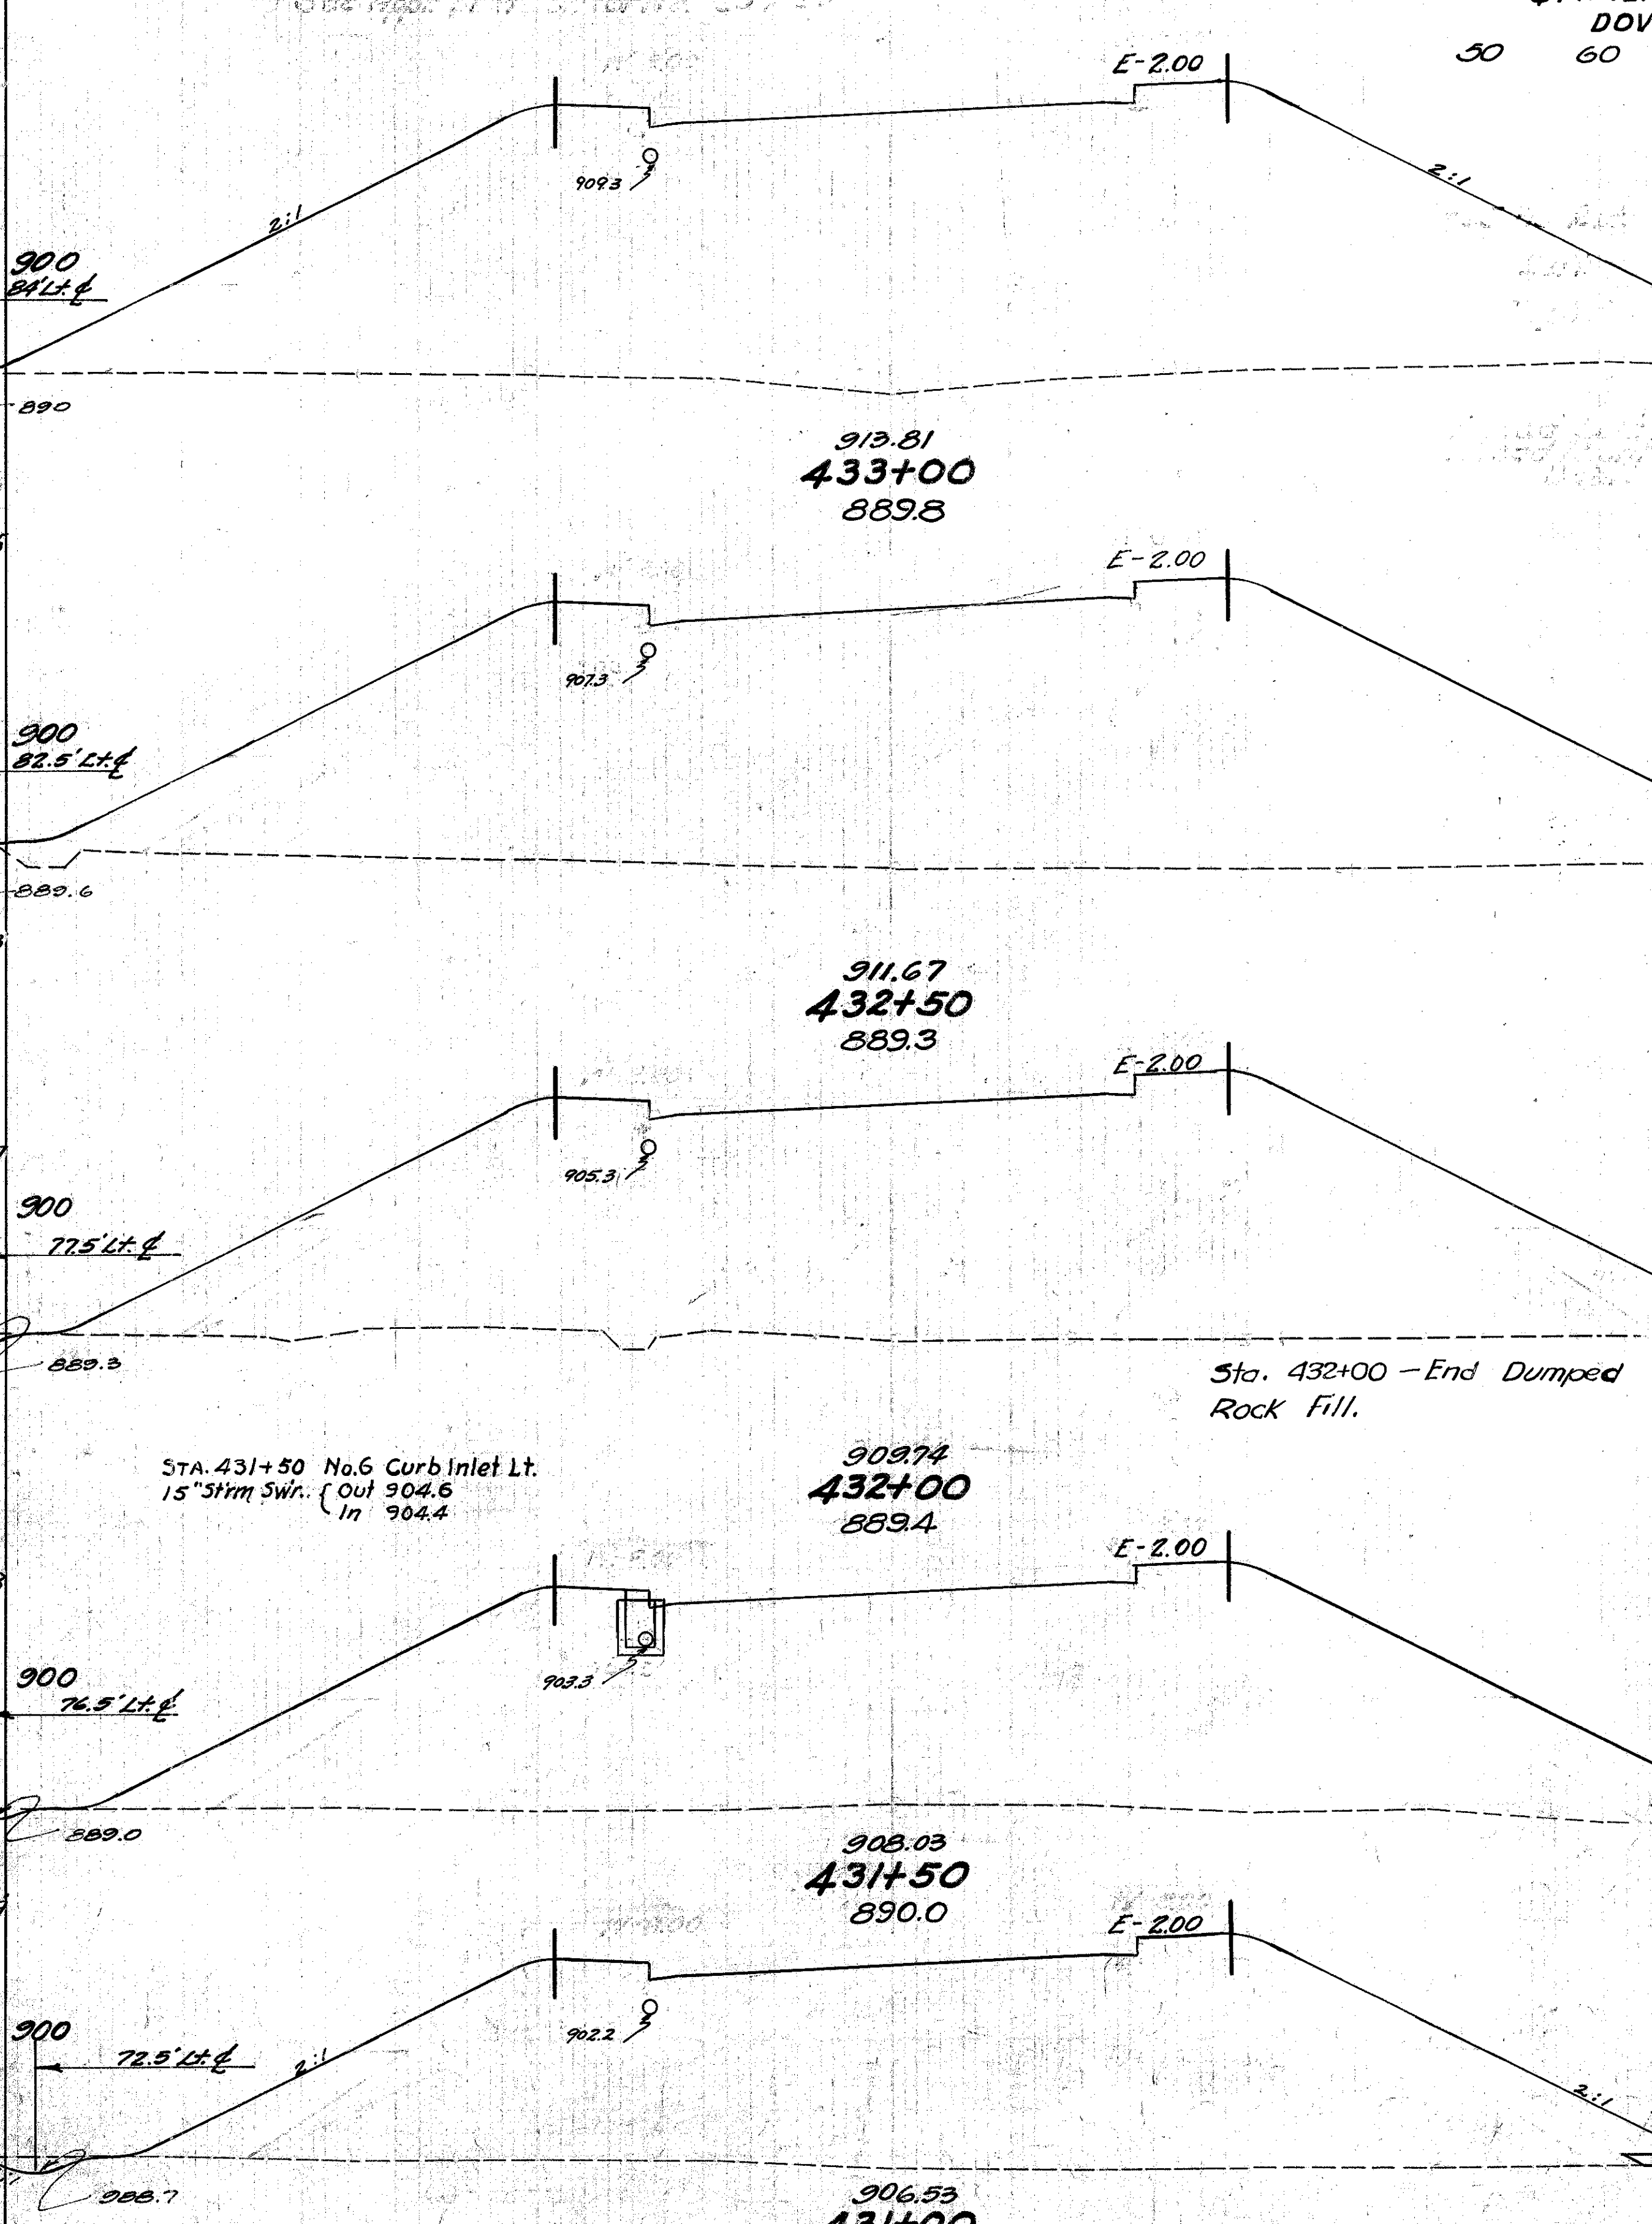 DOV
50 60
E-2.00
909.3
2:1
2:1
900
84' Lt. ℄
890
913.81
433+00
889.8
E-2.00
907.3
900
82.5' Lt. ℄
889.6
911.67
432+50
889.3
E-2.00
905.3
900
77.5' Lt. ℄
889.3
Sta. 432+00 - End Dumped
Rock Fill.
STA. 431+50 No.6 Curb Inlet Lt.
15" Strm Swr. { Out 904.6
In 904.4
909.74
432+00
889.4
E-2.00
903.3
900
76.5' Lt. ℄
889.0
908.03
431+50
890.0
E-2.00
902.2
900
72.5' Lt. ℄
2:1
2:1
988.7
906.53
431+00